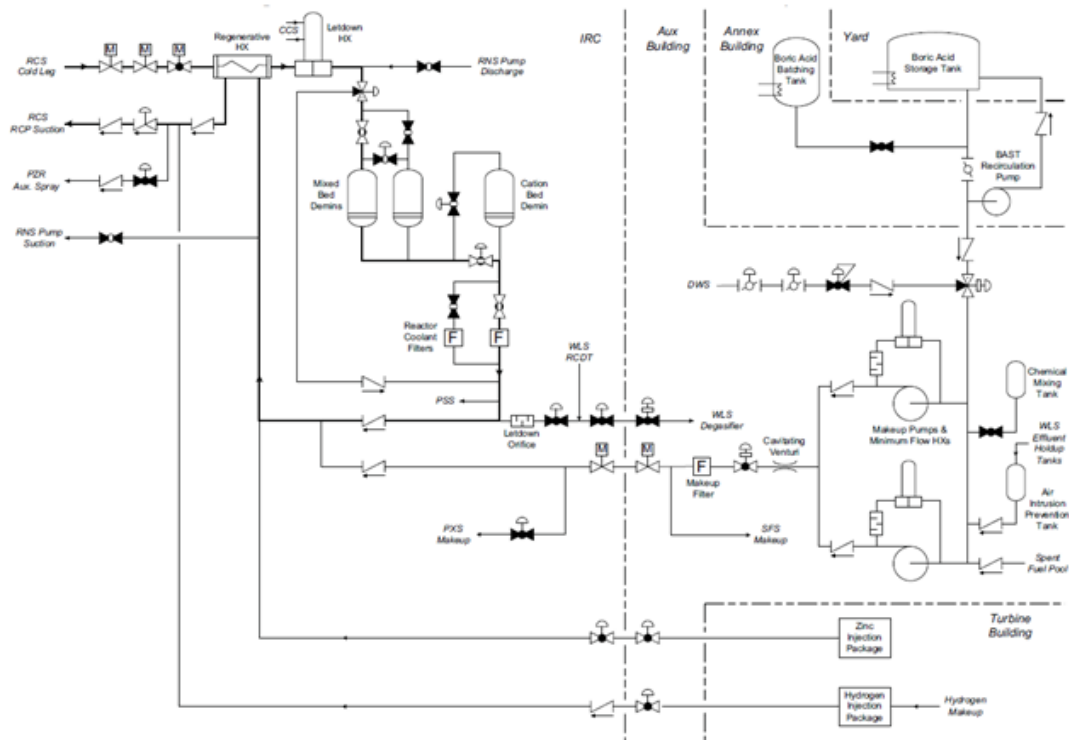 IRC
Aux
Building
Annex
Building
Yard
Regenerative
HX
CCS
Letdown
HX
M
M
M
RCS
Cold Leg
RNS Pump
Discharge
Boric Acid
Batching
Tank
Boric Acid
Storage Tank
RCS
RCP Suction
BAST
Recirculation
Pump
PZR
Aux. Spray
Mixed
Bed
Demins
Cation
Bed
Demin
RNS Pump
Suction
DWS
Reactor
Coolant
Filters
F
F
WLS
RCDT
Chemical
Mixing
Tank
PSS
Letdown
Orifice
WLS
Degasifier
Makeup Pumps &
Minimum Flow HXs
WLS
Effluent
Holdup
Tanks
M
M
F
Makeup
Filter
Cavitating
Venturi
Air
Intrusion
Prevention
Tank
PXS
Makeup
SFS
Makeup
Spent
Fuel Pool
Turbine
Building
Zinc
Injection
Package
Hydrogen
Injection
Package
Hydrogen
Makeup